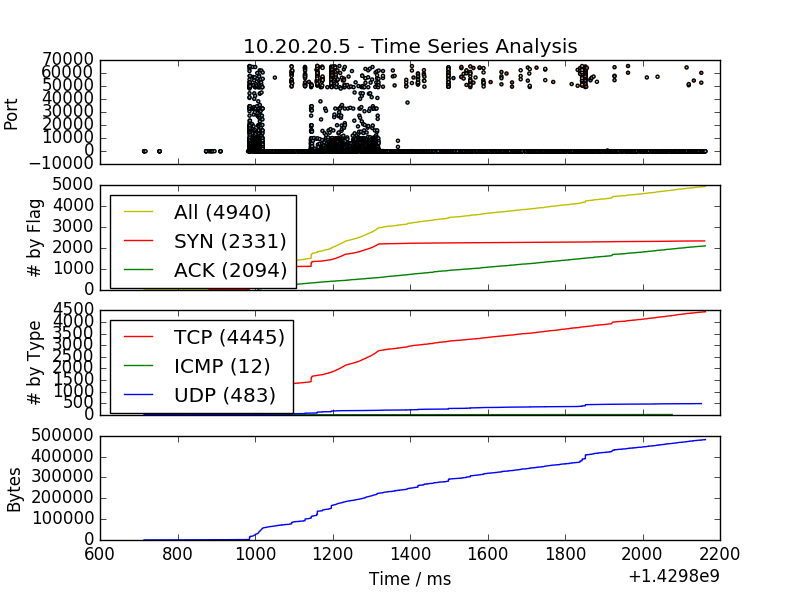 10.20.20.5 - Time Series Analysis
70000
60000
50000
40000
30000
20000
10000
0
−10000
Port
5000
4000
3000
2000
1000
0
# by Flag
All (4940)
SYN (2331)
ACK (2094)
4500
4000
3500
3000
2500
2000
1500
1000
500
0
# by Type
TCP (4445)
ICMP (12)
UDP (483)
500000
400000
300000
200000
100000
0
Bytes
600 800 1000 1200 1400 1600 1800 2000 2200
Time / ms
+1.4298e9